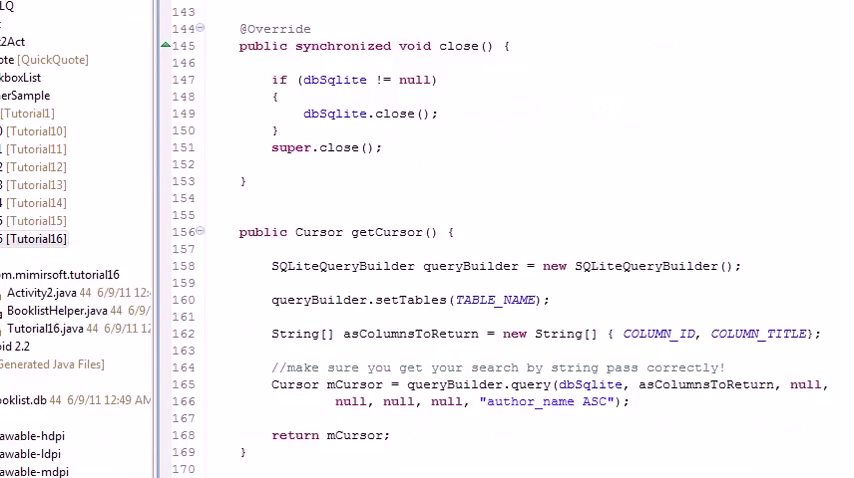 LQ
t2Act
ote [QuickQuote]
kboxList
nerSample
[Tutorial1]
0 [Tutorial10]
1 [Tutorial11]
2 [Tutorial12]
3 [Tutorial13]
4 [Tutorial14]
5 [Tutorial15]
5 [Tutorial16]
om.mimirsoft.tutorial16
Activity2.java 44 6/9/11 12:
BooklistHelper.java 44 6/9/
Tutorial16.java 44 6/9/11 12
oid 2.2
Generated Java Files]
ooklist.db 44 6/9/11 12:49 AM
awable-hdpi
awable-ldpi
awable-mdpi
143
144 @Override
145 public synchronized void close() {
146
147 if (dbSqlite != null)
148 {
149 dbSqlite.close();
150 }
151 super.close();
152
153 }
154
155
156 public Cursor getCursor() {
157
158 SQLiteQueryBuilder queryBuilder = new SQLiteQueryBuilder();
159
160 queryBuilder.setTables(TABLE_NAME);
161
162 String[] asColumnsToReturn = new String[] { COLUMN_ID, COLUMN_TITLE};
163
164 //make sure you get your search by string pass correctly!
165 Cursor mCursor = queryBuilder.query(dbSqlite, asColumnsToReturn, null,
166 null, null, null, "author_name ASC");
167
168 return mCursor;
169 }
170